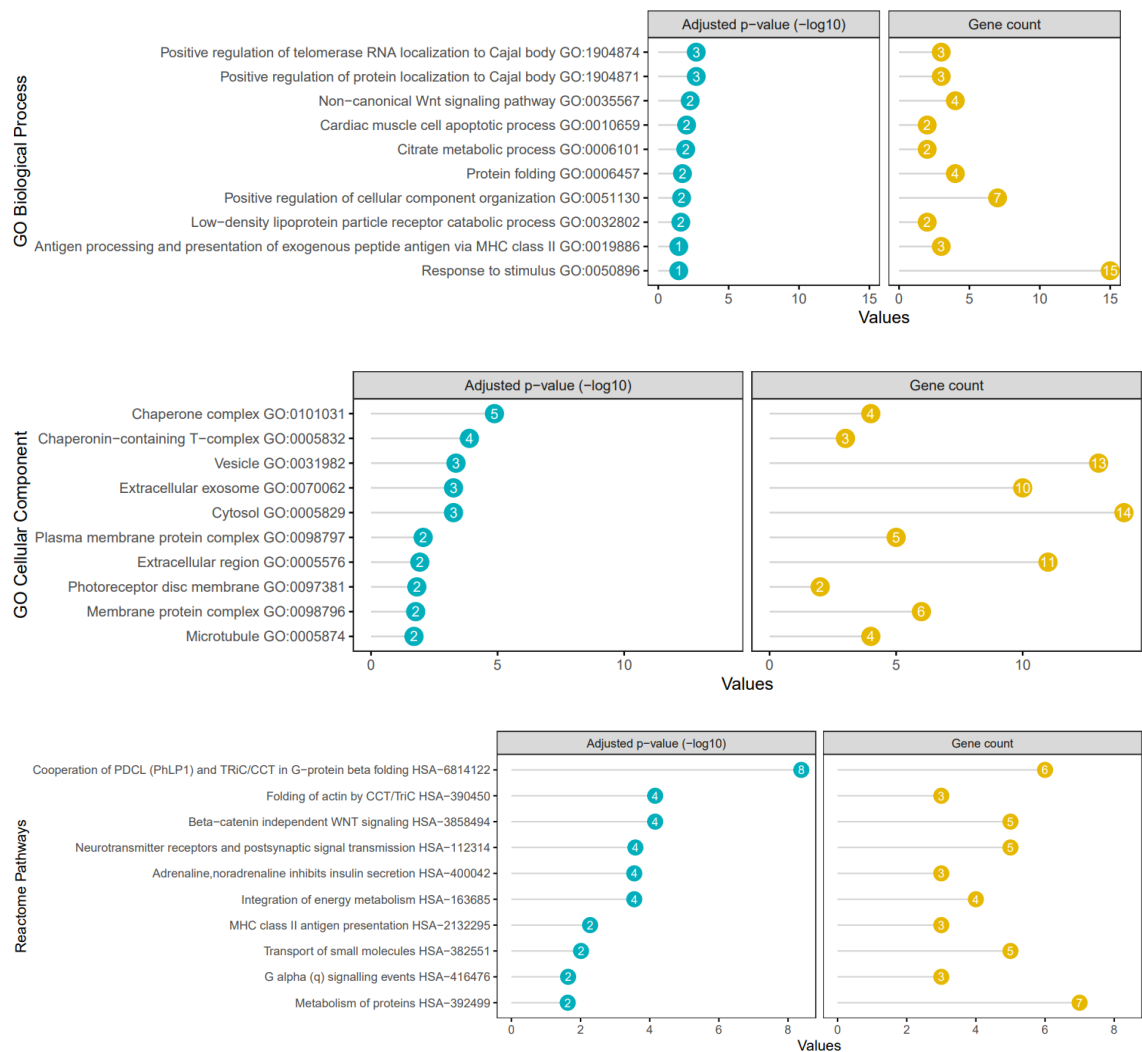 Adjusted p−value (−log10) Gene count
GO Biological Process
Positive regulation of telomerase RNA localization to Cajal body GO:1904874 3 3
Positive regulation of protein localization to Cajal body GO:1904871 3 3
Non−canonical Wnt signaling pathway GO:0035567 2 4
Cardiac muscle cell apoptotic process GO:0010659 2 2
Citrate metabolic process GO:0006101 2 2
Protein folding GO:0006457 2 4
Positive regulation of cellular component organization GO:0051130 2 7
Low−density lipoprotein particle receptor catabolic process GO:0032802 2 2
Antigen processing and presentation of exogenous peptide antigen via MHC class II GO:0019886 1 3
Response to stimulus GO:0050896 1 15
0 5 10 15 0 5 10 15
Values
Adjusted p−value (−log10) Gene count
GO Cellular Component
Chaperone complex GO:0101031 5 4
Chaperonin−containing T−complex GO:0005832 4 3
Vesicle GO:0031982 3 13
Extracellular exosome GO:0070062 3 10
Cytosol GO:0005829 3 14
Plasma membrane protein complex GO:0098797 2 5
Extracellular region GO:0005576 2 11
Photoreceptor disc membrane GO:0097381 2 2
Membrane protein complex GO:0098796 2 6
Microtubule GO:0005874 2 4
0 5 10 0 5 10
Values
Adjusted p−value (−log10) Gene count
Reactome Pathways
Cooperation of PDCL (PhLP1) and TRiC/CCT in G−protein beta folding HSA−6814122 8 6
Folding of actin by CCT/TriC HSA−390450 4 3
Beta−catenin independent WNT signaling HSA−3858494 4 5
Neurotransmitter receptors and postsynaptic signal transmission HSA−112314 4 5
Adrenaline,noradrenaline inhibits insulin secretion HSA−400042 4 3
Integration of energy metabolism HSA−163685 4 4
MHC class II antigen presentation HSA−2132295 2 3
Transport of small molecules HSA−382551 2 5
G alpha (q) signalling events HSA−416476 2 3
Metabolism of proteins HSA−392499 2 7
0 2 4 6 8 0 2 4 6 8
Values